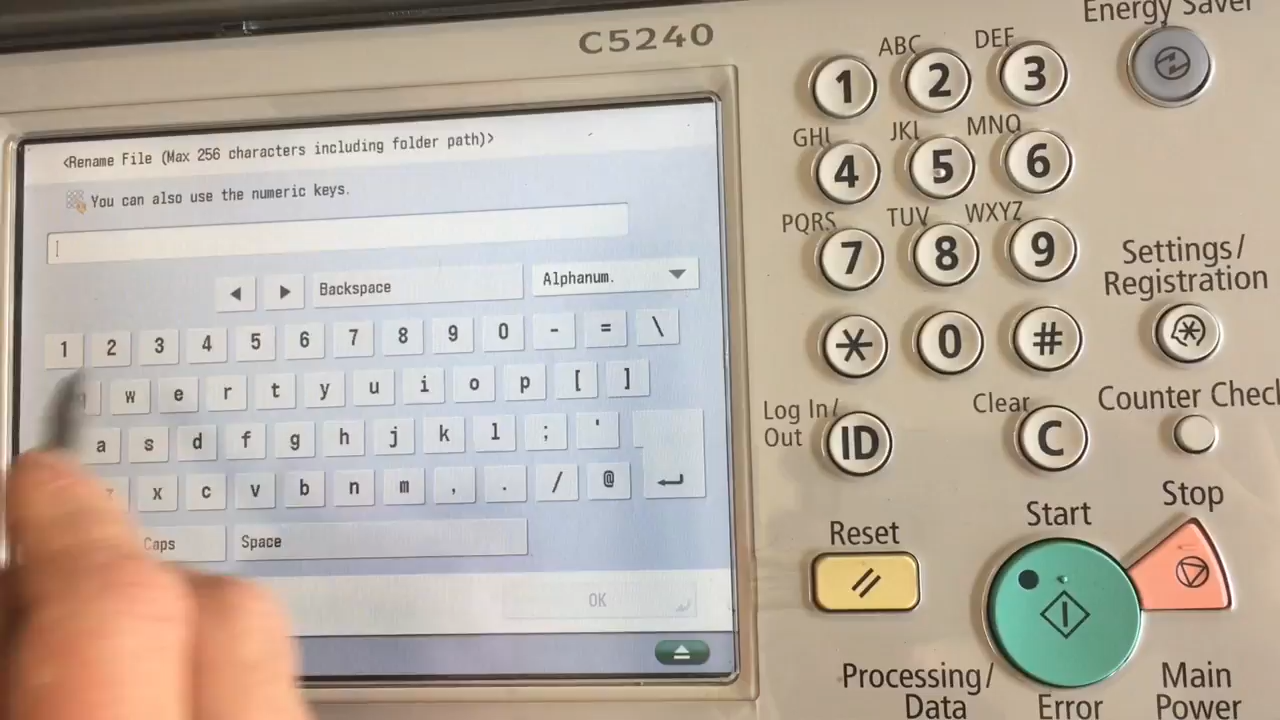 C5240
Energy Saver
<Rename File (Max 256 characters including folder path)>
You can also use the numeric keys.
Backspace
Alphanum.
1 2 3 4 5 6 7 8 9 0 - = \
w e r t y u i o p [ ]
a s d f g h j k l ; '
x c v b n m , . / @
Caps
Space
OK
ABC DEF
1 2 3
GHI JKL MNO
4 5 6
PQRS TUV WXYZ
7 8 9
* 0 #
Settings/
Registration
Counter Check
Log In/
Out
ID
Clear
C
Reset
Start
Stop
Processing/
Data
Error
Main
Power